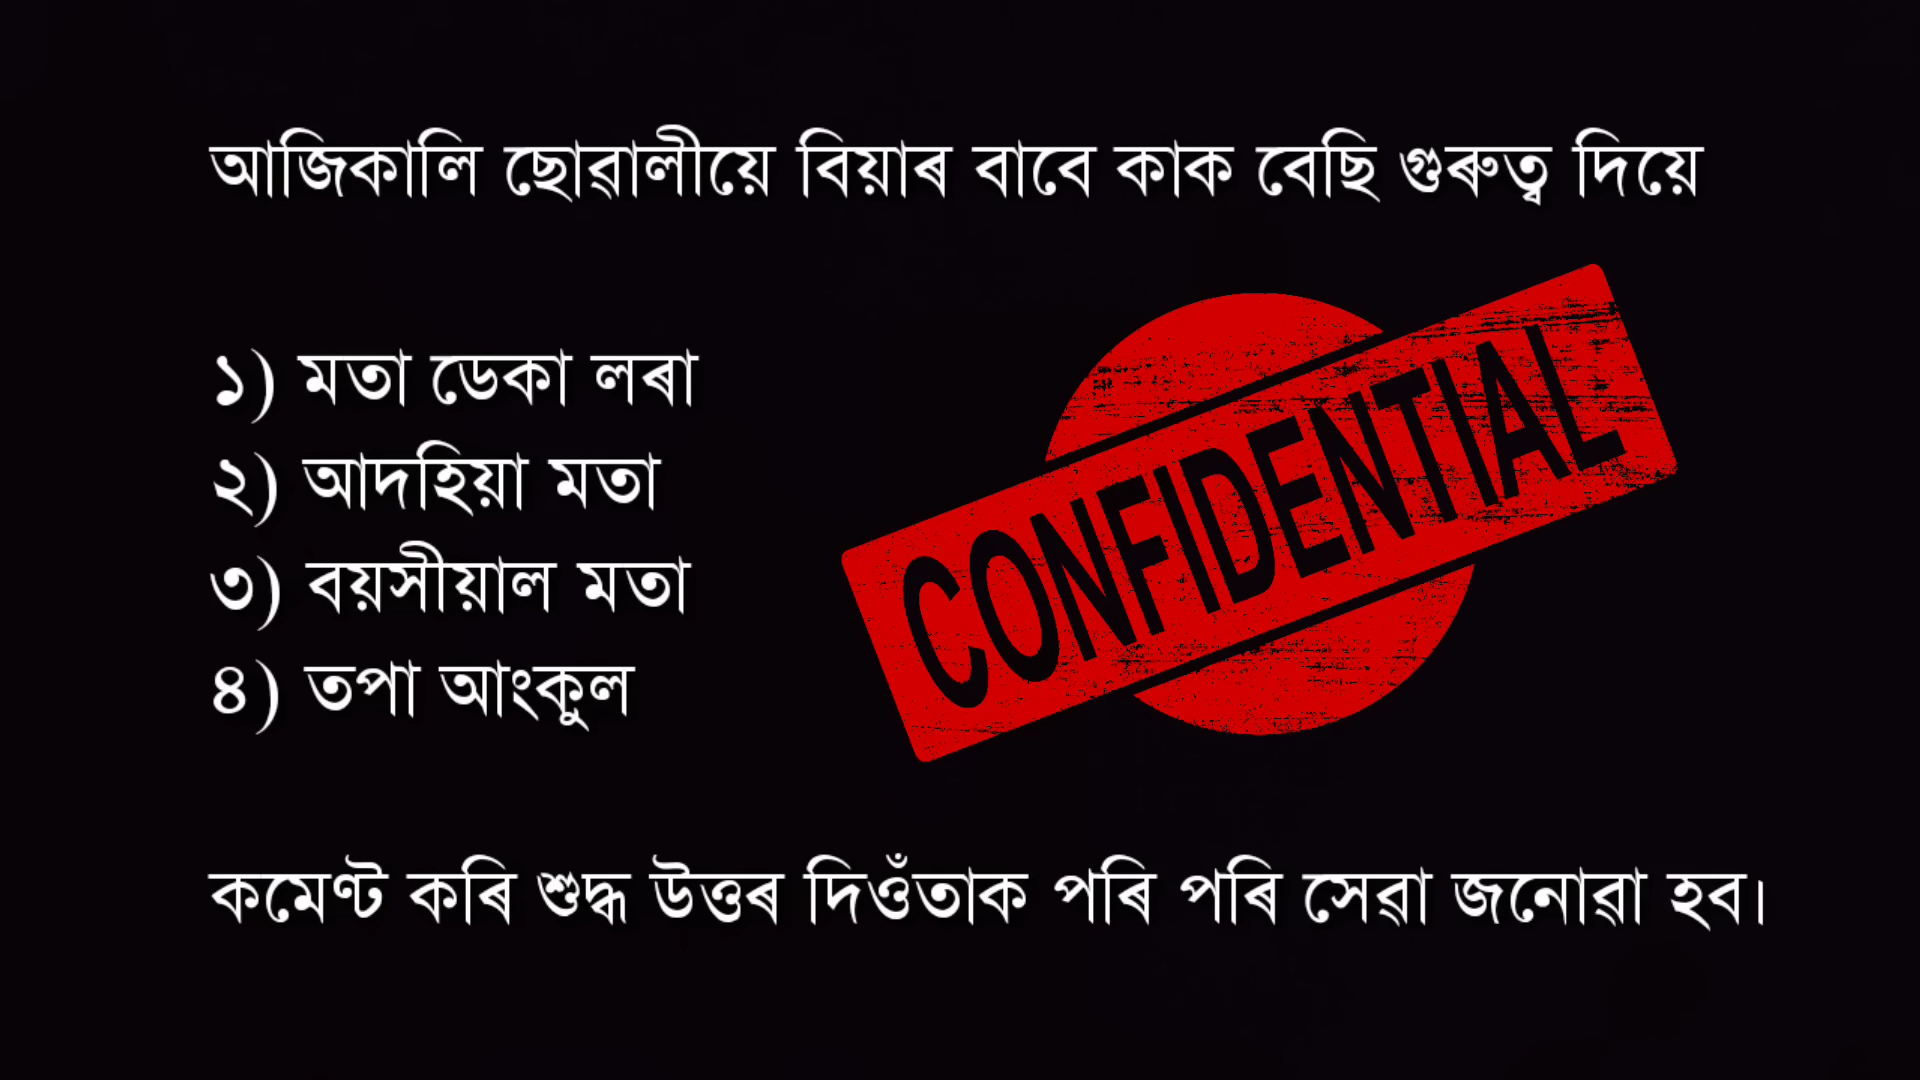 আজিকালি ছোৱালীয়ে বিয়াৰ বাবে কাক বেছি গুৰুত্ব দিয়ে
১) মতা ডেকা লৰা
২) আদহিয়া মতা
৩) বয়সীয়াল মতা
৪) তপা আংকুল
CONFIDENTIAL
কমেণ্ট কৰি শুদ্ধ উত্তৰ দিওঁতাক পৰি পৰি সেৱা জনোৱা হব।